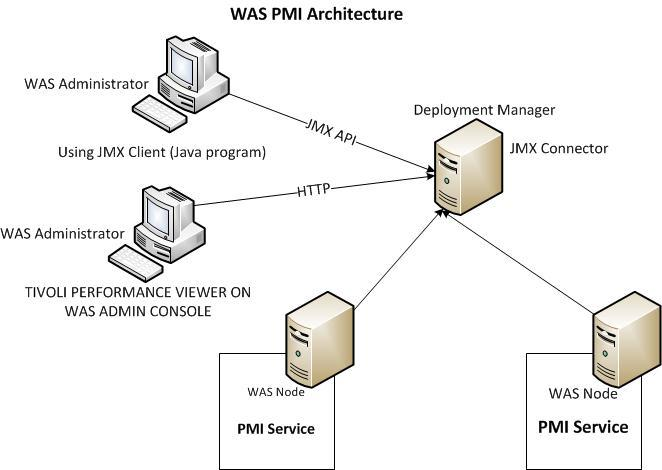 WAS PMI Architecture
WAS Administrator
Deployment Manager
JMX API
JMX Connector
Using JMX Client (Java program)
HTTP
WAS Administrator
TIVOLI PERFORMANCE VIEWER ON
WAS ADMIN CONSOLE
WAS Node
PMI Service
WAS Node
PMI Service